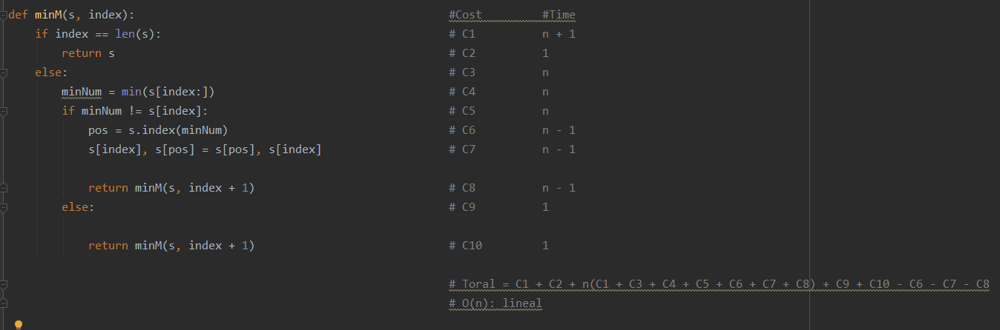 def minM(s, index): #Cost #Time
if index == len(s): # C1 n + 1
return s # C2 1
else: # C3 n
minNum = min(s[index:]) # C4 n
if minNum != s[index]: # C5 n
pos = s.index(minNum) # C6 n - 1
s[index], s[pos] = s[pos], s[index] # C7 n - 1
return minM(s, index + 1) # C8 n - 1
else: # C9 1
return minM(s, index + 1) # C10 1
# Toral = C1 + C2 + n(C1 + C3 + C4 + C5 + C6 + C7 + C8) + C9 + C10 - C6 - C7 - C8
# O(n): lineal